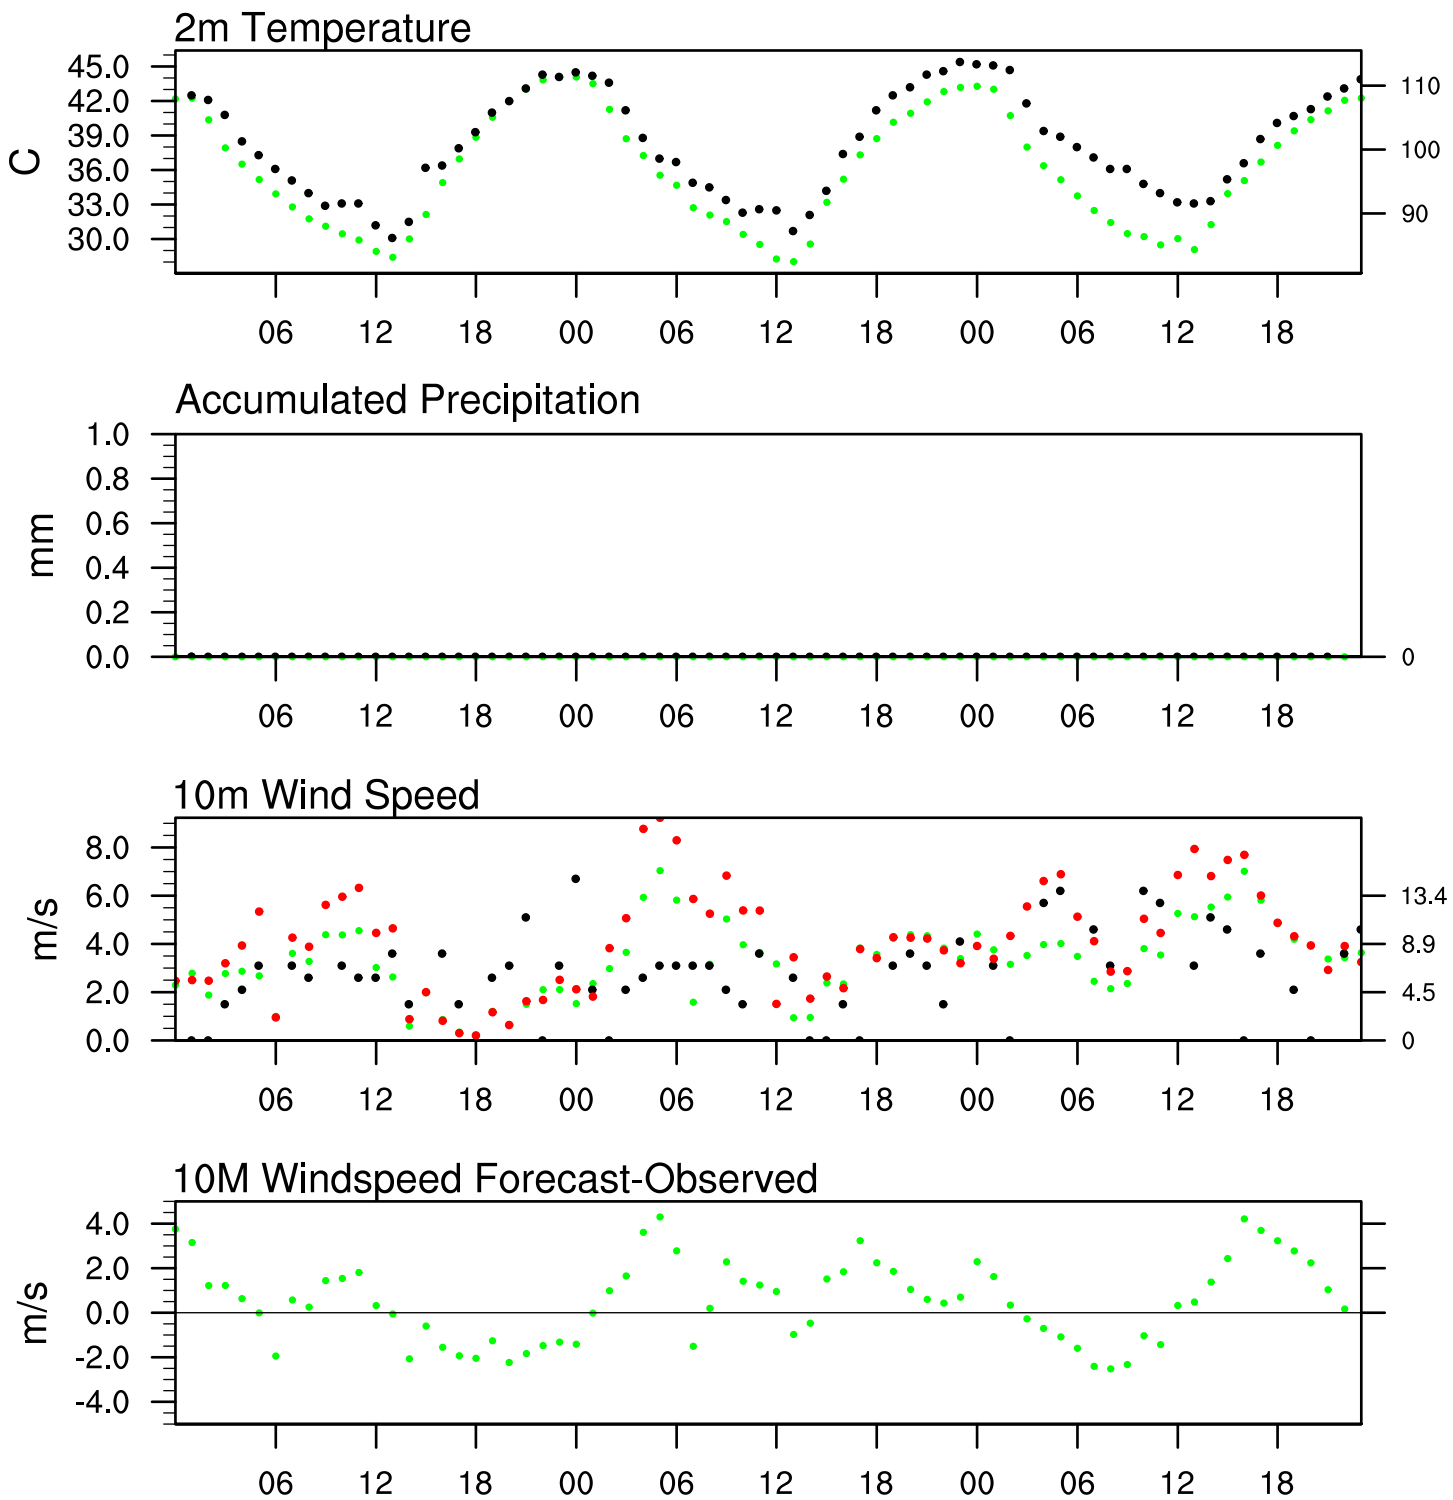 2m Temperature
45.0
42.0
39.0
36.0
33.0
30.0
C
110
100
90
06 12 18 00 06 12 18 00 06 12 18
Accumulated Precipitation
1.0
0.8
0.6
0.4
0.2
0.0
mm
0
06 12 18 00 06 12 18 00 06 12 18
10m Wind Speed
8.0
6.0
4.0
2.0
0.0
m/s
13.4
8.9
4.5
0
06 12 18 00 06 12 18 00 06 12 18
10M Windspeed Forecast-Observed
4.0
2.0
0.0
-2.0
-4.0
m/s
06 12 18 00 06 12 18 00 06 12 18